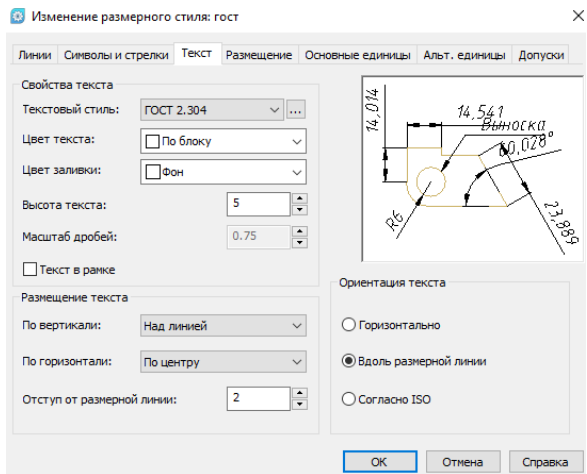 Изменение размерного стиля: гост
Линии Символы и стрелки Текст Размещение Основные единицы Альт. единицы Допуски
Свойства текста
Текстовый стиль: ГОСТ 2.304 ...
Цвет текста: По блоку
Цвет заливки: Фон
Высота текста: 5
Масштаб дробей: 0.75
Текст в рамке
14,014
14,541
Выноска
60,028°
R6
23,889
Размещение текста
По вертикали: Над линией
По горизонтали: По центру
Отступ от размерной линии: 2
Ориентация текста
Горизонтально
Вдоль размерной линии
Согласно ISO
ОК Отмена Справка